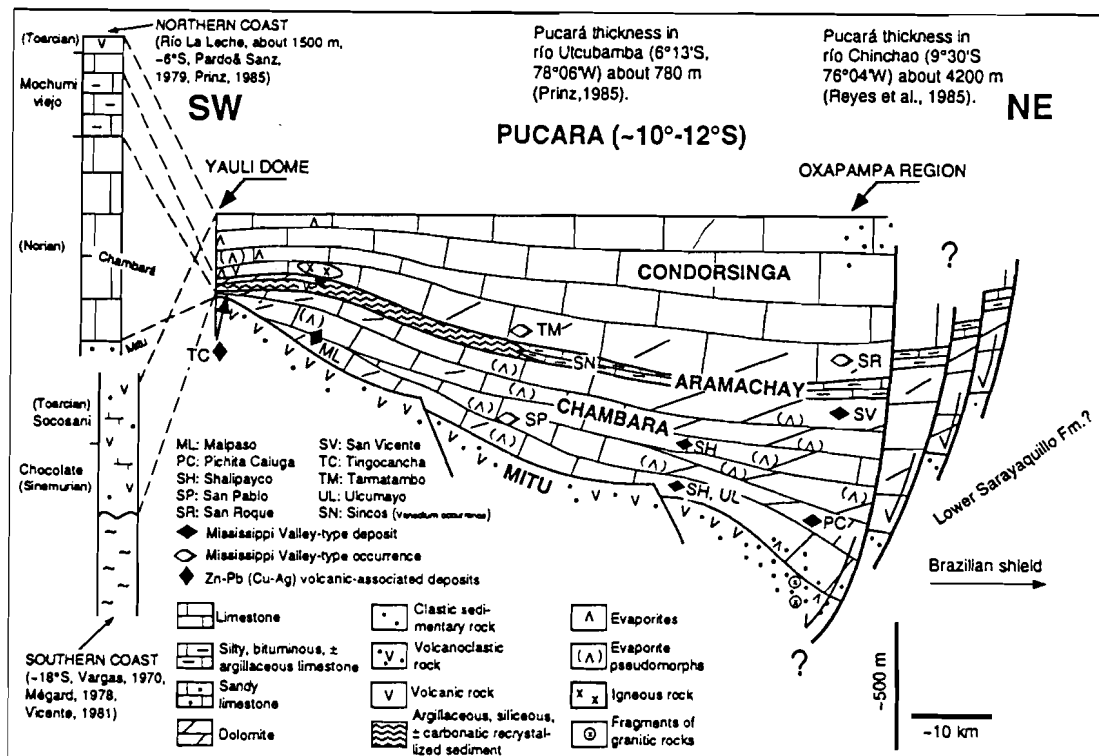 NORTHERN COAST
(Río La Leche, about 1500 m,
~6°S, Pardo& Sanz,
1979, Prinz, 1985)
(Toarcian)
Mochumi
viejo
(Norian)
Chambará
Mitu
Pucará thickness in
río Utcubamba (6°13'S,
78°06'W) about 780 m
(Prinz,1985).
Pucará thickness in
río Chinchao (9°30'S
76°04'W) about 4200 m
(Reyes et al., 1985).
SW
NE
PUCARA (~10°-12°S)
YAULI DOME
OXAPAMPA REGION
?
CONDORSINGA
TM
SR
SN
ARAMACHAY
TC
ML
CHAMBARA
SV
SP
SH
MITU
SH, UL
PC
Lower Sarayaquillo Fm.?
Brazilian shield
?
(Toarcian)
Socosani
Chocolate
(Sinemurian)
SOUTHERN COAST
(~18°S, Vargas, 1970,
Mégard, 1978,
Vicente, 1981)
ML: Malpaso
PC: Pichita Caluga
SH: Shalipayco
SP: San Pablo
SR: San Roque
SV: San Vicente
TC: Tingocancha
TM: Tarmatambo
UL: Ulcumayo
SN: Sincos (Vanadium occurrence)
Mississippi Valley-type deposit
Mississippi Valley-type occurrence
Zn-Pb (Cu-Ag) volcanic-associated deposits
Limestone
Silty, bituminous, ±
argillaceous limestone
Sandy
limestone
Dolomite
Clastic sedi-
mentary rock
Volcanoclastic
rock
Volcanic rock
Argillaceous, siliceous,
± carbonatic recrystal-
lized sediment
Evaporites
Evaporite
pseudomorphs
Igneous rock
Fragments of
granitic rocks
~500 m
~10 km